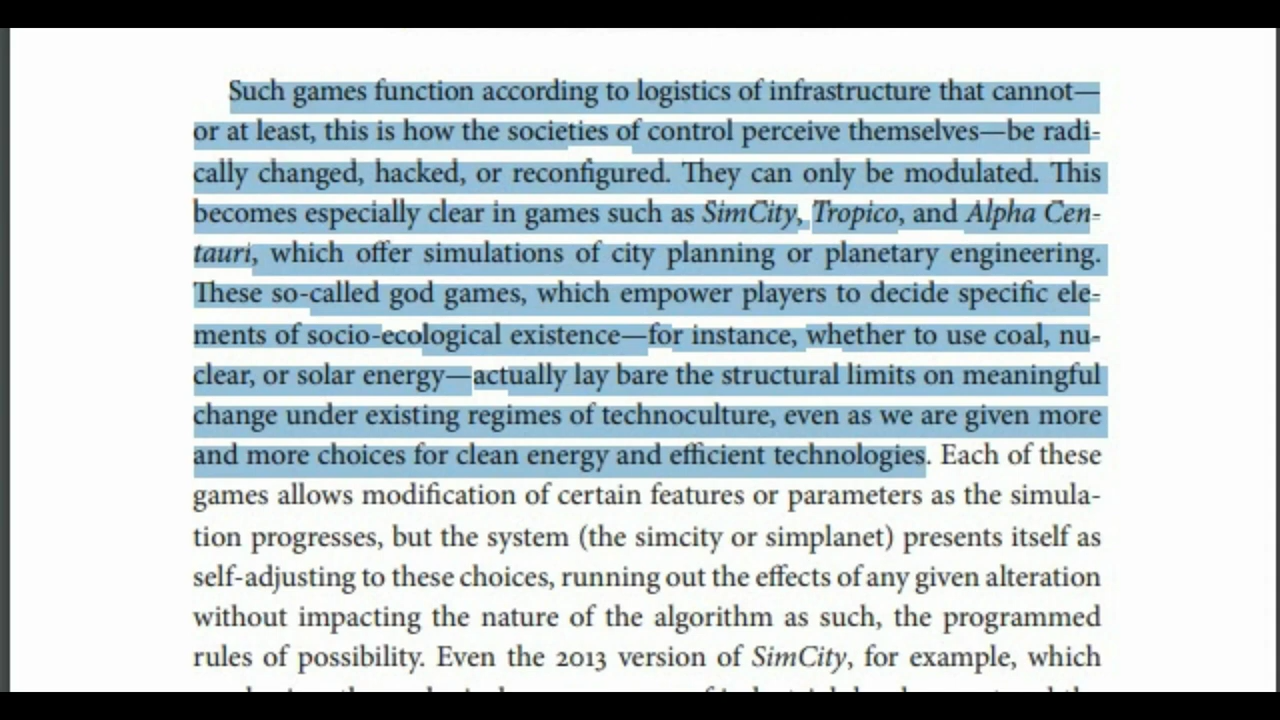 Such games function according to logistics of infrastructure that cannot—
or at least, this is how the societies of control perceive themselves—be radi-
cally changed, hacked, or reconfigured. They can only be modulated. This
becomes especially clear in games such as SimCity, Tropico, and Alpha Cen-
tauri, which offer simulations of city planning or planetary engineering.
These so-called god games, which empower players to decide specific ele-
ments of socio-ecological existence—for instance, whether to use coal, nu-
clear, or solar energy—actually lay bare the structural limits on meaningful
change under existing regimes of technoculture, even as we are given more
and more choices for clean energy and efficient technologies. Each of these
games allows modification of certain features or parameters as the simula-
tion progresses, but the system (the simcity or simplanet) presents itself as
self-adjusting to these choices, running out the effects of any given alteration
without impacting the nature of the algorithm as such, the programmed
rules of possibility. Even the 2013 version of SimCity, for example, which